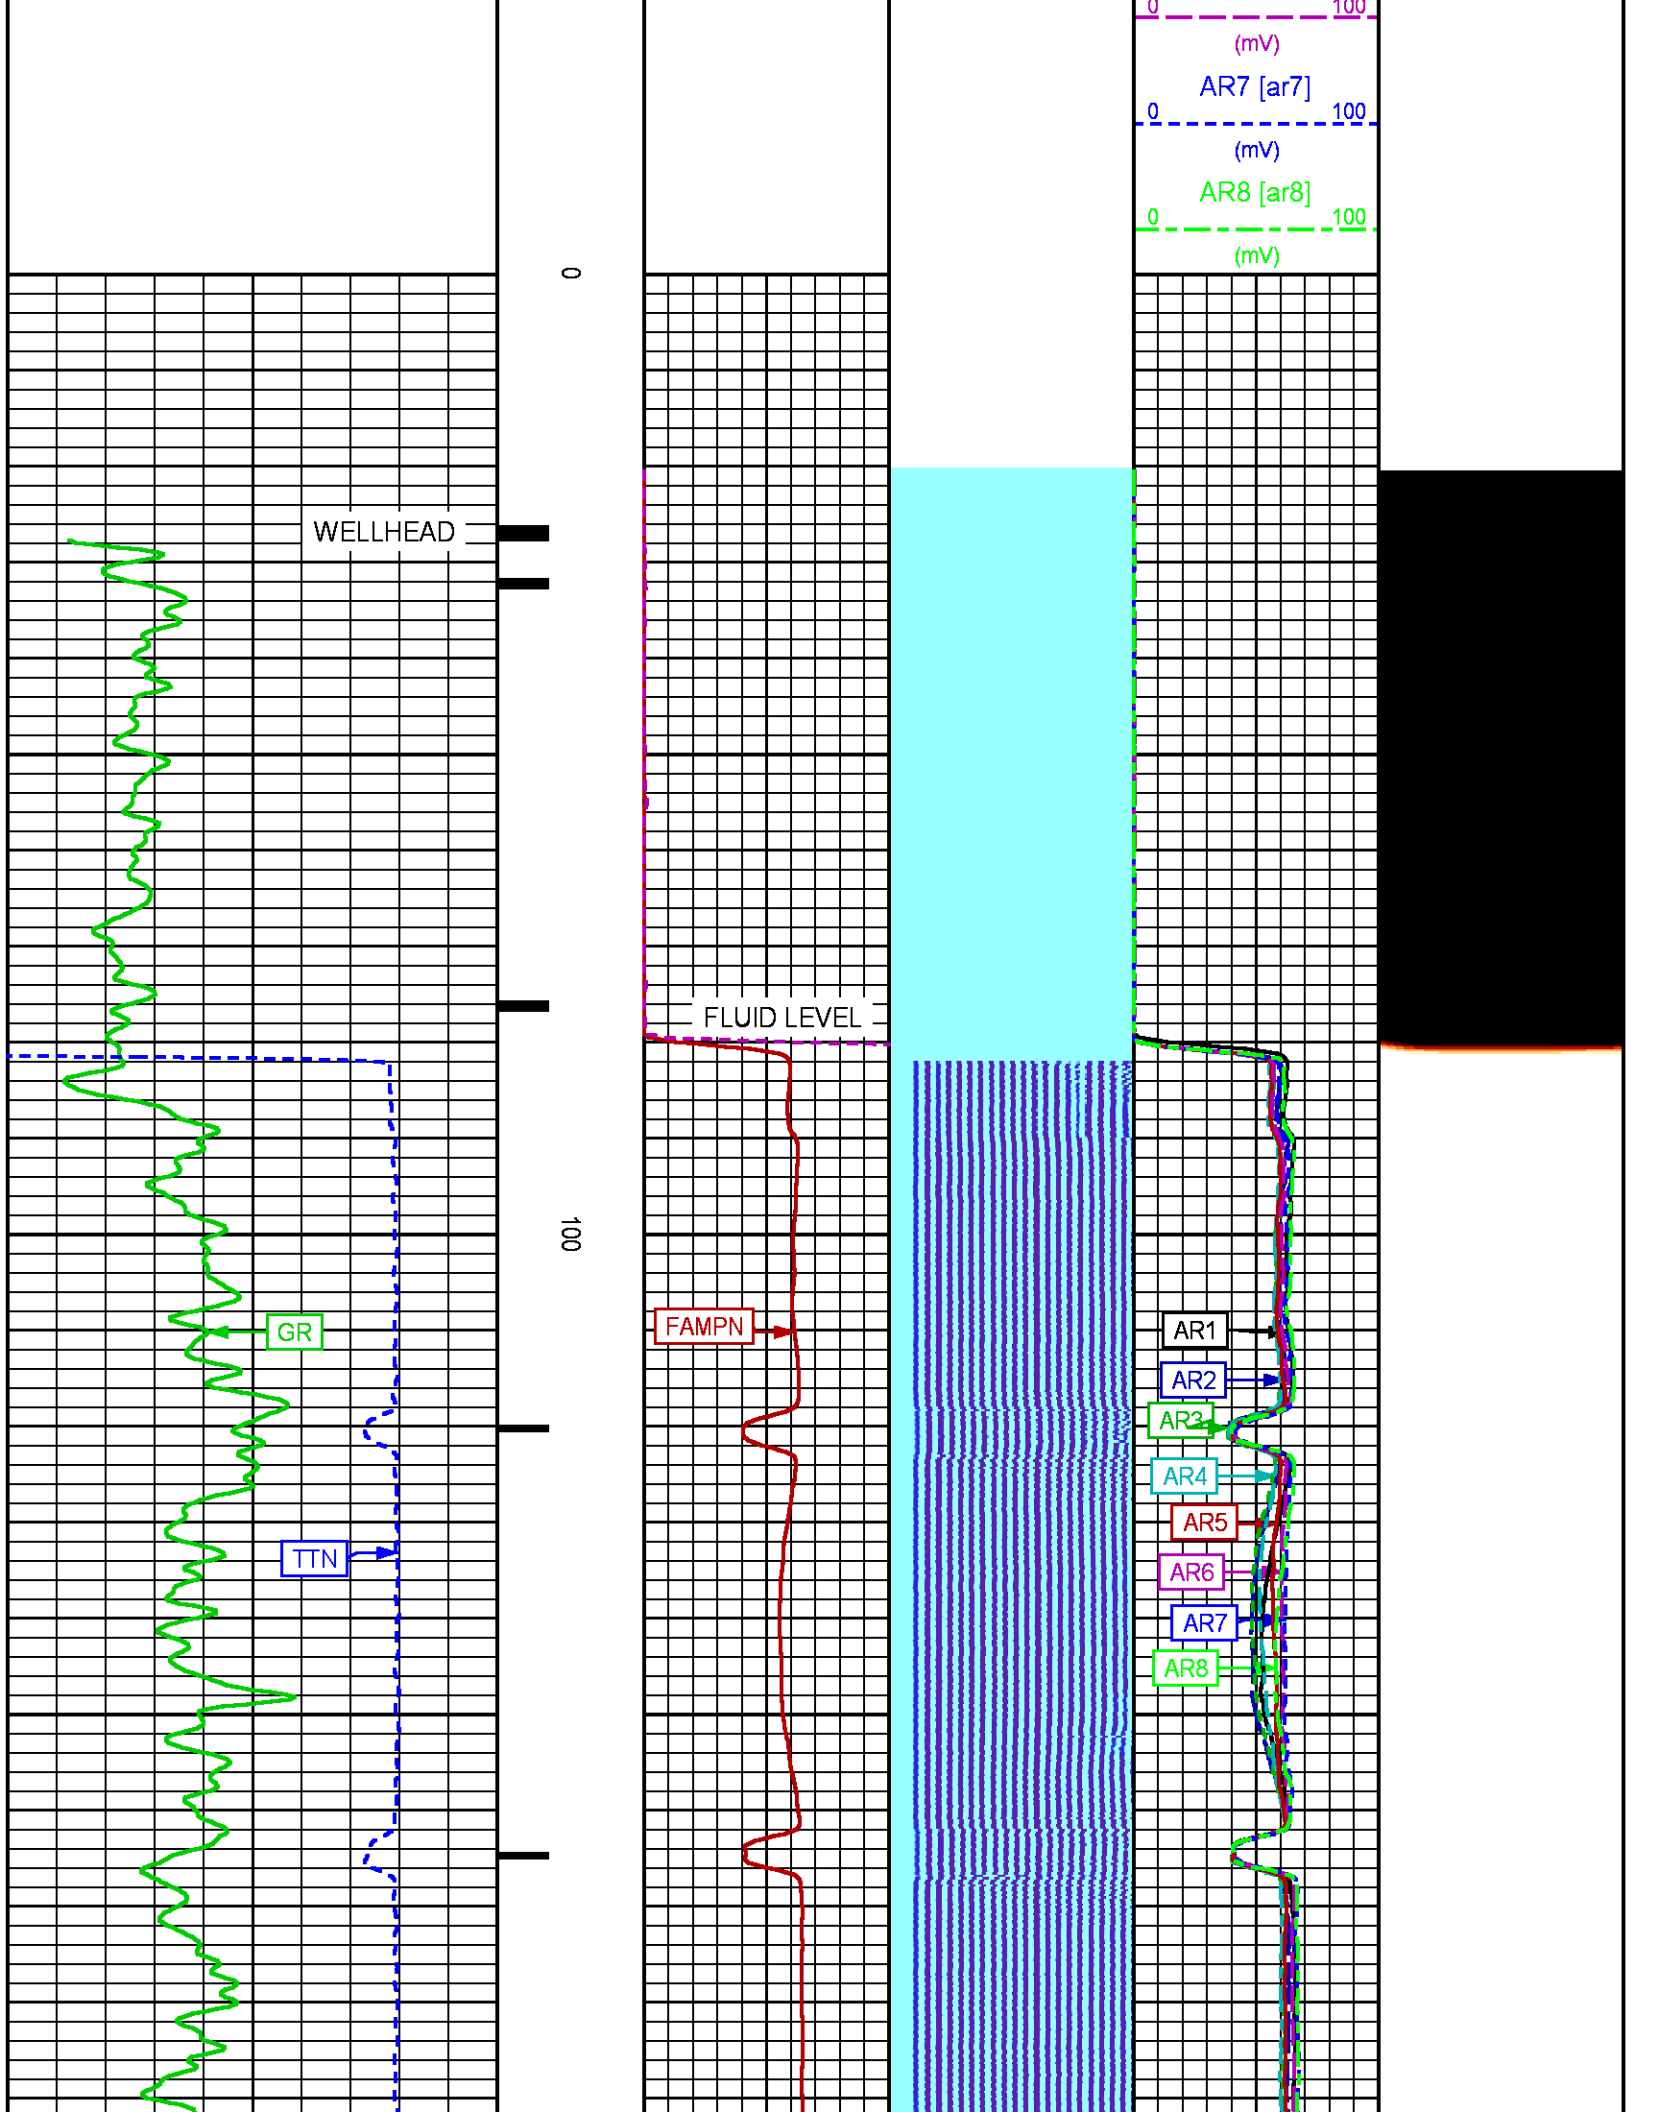 0 100
(mV)
AR7 [ar7]
0 100
(mV)
AR8 [ar8]
0 100
(mV)
0
WELLHEAD
FLUID LEVEL
100
FAMPN
GR
AR1
AR2
AR3
AR4
AR5
TTN
AR6
AR7
AR8